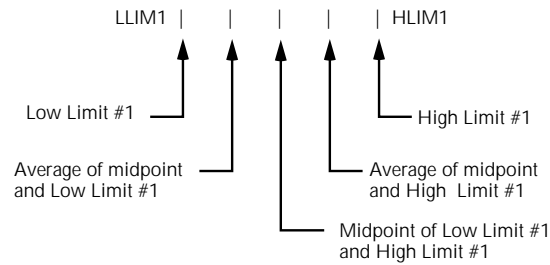 LLIM1 | | | | | HLIM1
Low Limit #1
High Limit #1
Average of midpoint
and Low Limit #1
Average of midpoint
and High Limit #1
Midpoint of Low Limit #1
and High Limit #1